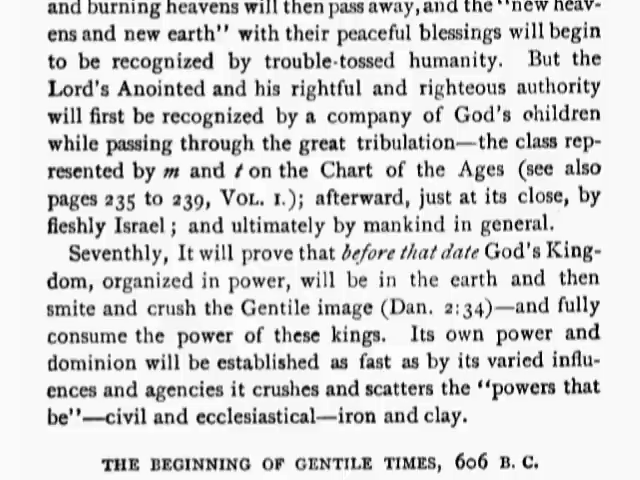 and burning heavens will then pass away, and the "new heav-
ens and new earth" with their peaceful blessings will begin
to be recognized by trouble-tossed humanity. But the
Lord's Anointed and his rightful and righteous authority
will first be recognized by a company of God's children
while passing through the great tribulation—the class rep-
resented by m and t on the Chart of the Ages (see also
pages 235 to 239, VOL. I.); afterward, just at its close, by
fleshly Israel; and ultimately by mankind in general.
Seventhly, It will prove that before that date God's King-
dom, organized in power, will be in the earth and then
smite and crush the Gentile image (Dan. 2:34)—and fully
consume the power of these kings. Its own power and
dominion will be established as fast as by its varied influ-
ences and agencies it crushes and scatters the "powers that
be"—civil and ecclesiastical—iron and clay.
THE BEGINNING OF GENTILE TIMES, 606 B. C.